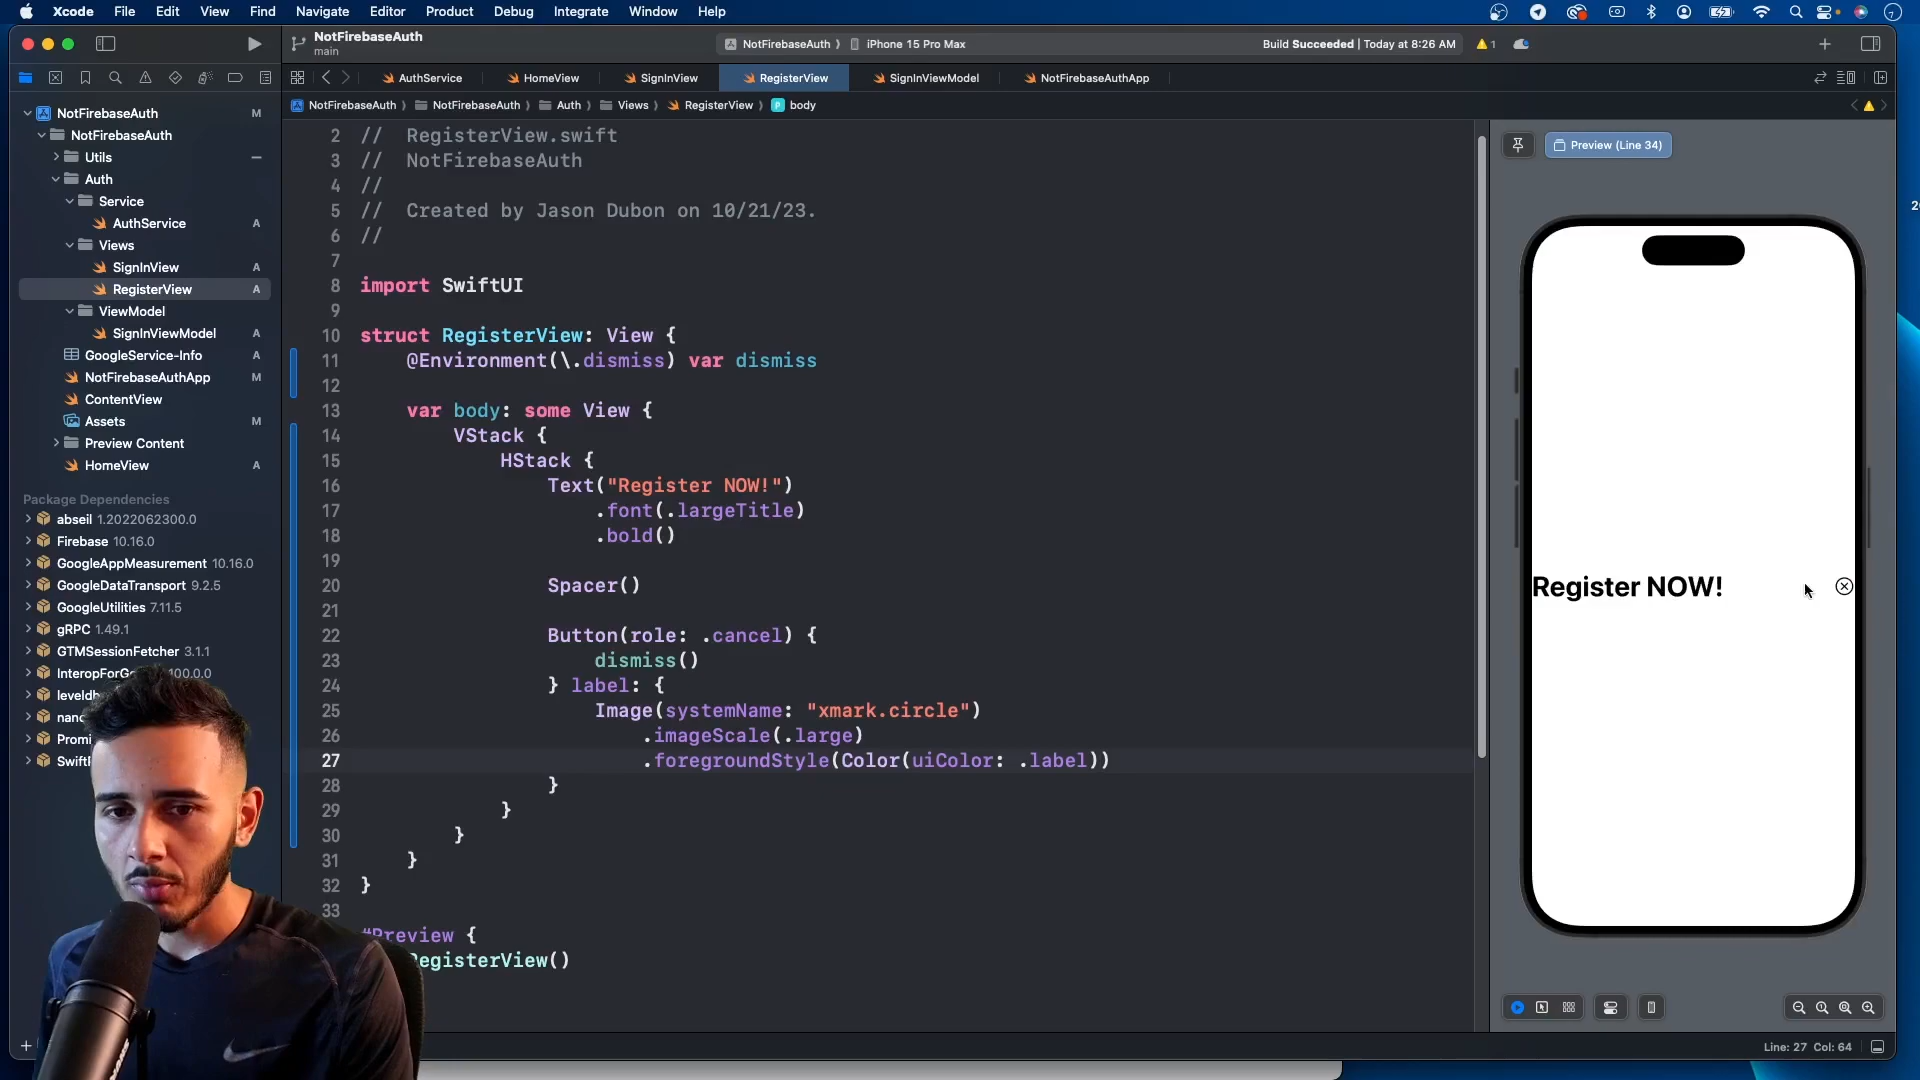 Xcode File Edit View Find Navigate Editor Product Debug Integrate Window Help
NotFirebaseAuth
main
NotFirebaseAuth iPhone 15 Pro Max
Build Succeeded | Today at 8:26 AM
1
AuthService HomeView SignInView RegisterView SignInViewModel NotFirebaseAuthApp
NotFirebaseAuth NotFirebaseAuth Auth Views RegisterView body
NotFirebaseAuth M
NotFirebaseAuth
Utils
Auth
Service
AuthService A
Views
SignInView A
RegisterView A
ViewModel
SignInViewModel A
GoogleService-Info A
NotFirebaseAuthApp M
ContentView
Assets M
Preview Content
HomeView A
Package Dependencies
abseil 1.2022062300.0
Firebase 10.16.0
GoogleAppMeasurement 10.16.0
GoogleDataTransport 9.2.5
GoogleUtilities 7.11.5
gRPC 1.49.1
GTMSessionFetcher 3.1.1
2 // RegisterView.swift
3 // NotFirebaseAuth
4 //
5 // Created by Jason Dubon on 10/21/23.
6 //
7
8 import SwiftUI
9
10 struct RegisterView: View {
11 @Environment(\.dismiss) var dismiss
12
13 var body: some View {
14 VStack {
15 HStack {
16 Text("Register NOW!")
17 .font(.largeTitle)
18 .bold()
19
20 Spacer()
21
22 Button(role: .cancel) {
23 dismiss()
24 } label: {
25 Image(systemName: "xmark.circle")
26 .imageScale(.large)
27 .foregroundStyle(Color(uiColor: .label))
28 }
29 }
30 }
31 }
32 }
33
#Preview {
RegisterView()
Preview (Line 34)
Register NOW!
Line: 27 Col: 64